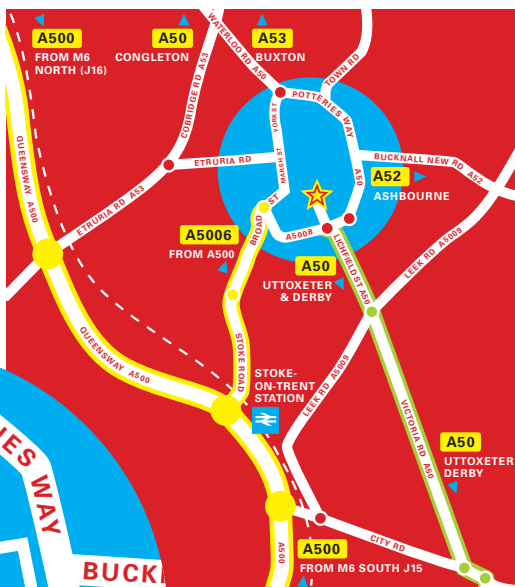 A500
FROM M6
NORTH (J16)
A50
CONGLETON
A53
BUXTON
WATERLOO RD A50
TOWN RD
COBRIDGE RD A53
POTTERIES WAY
YORK ST
MARSH ST
ETRURIA RD
BUCKNALL NEW RD A52
A50
A52
ASHBOURNE
QUEENSWAY A500
ETRURIA RD A53
BROAD ST
A5008
A5006
FROM A500
A50
UTTOXETER
& DERBY
LICHFIELD ST A50
LEEK RD A5009
QUEENSWAY A500
STOKE ROAD
STOKE-
ON-TRENT
STATION
LEEK RD A5009
VICTORIA RD A50
A50
UTTOXETER
DERBY
IES WAY
CITY RD
A500
A500
FROM M6 SOUTH J15
BUCK